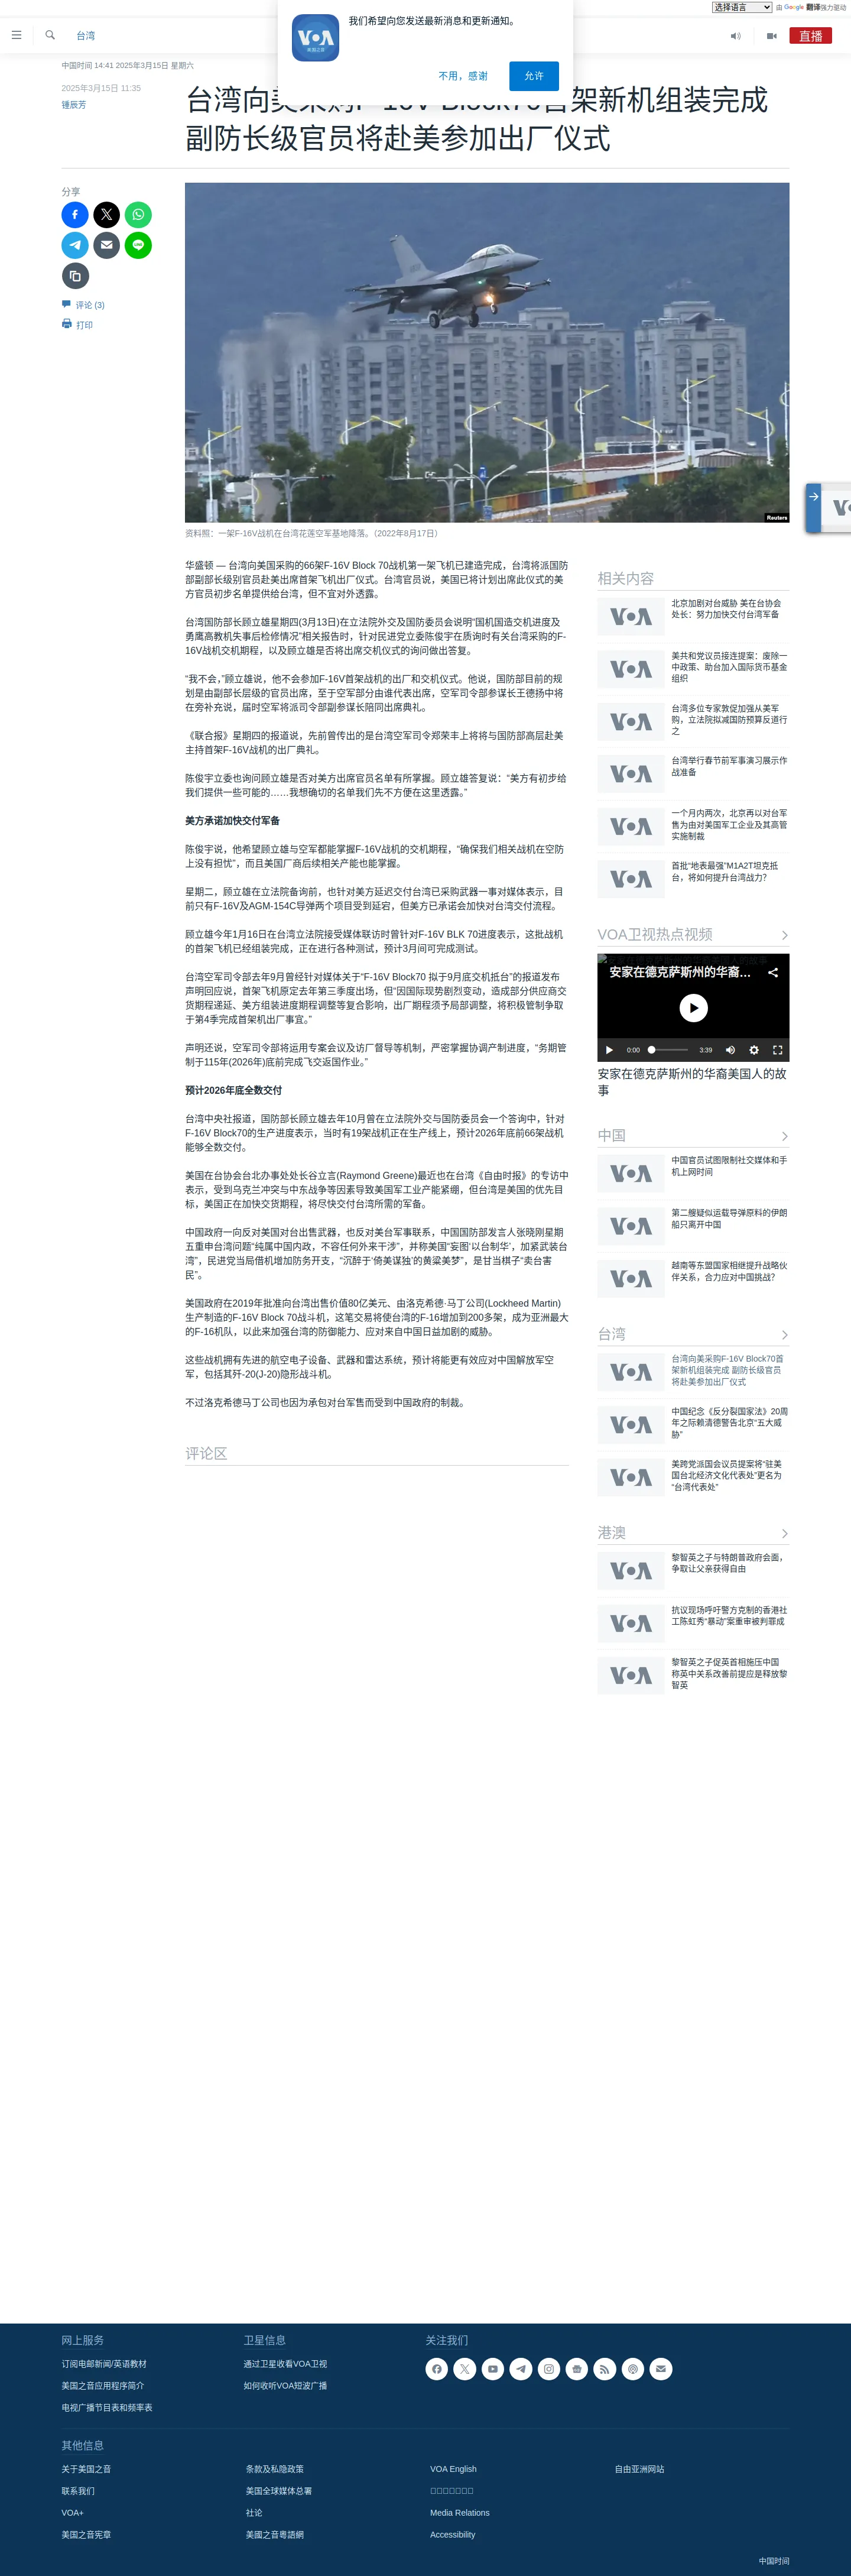 选择语言
由 Google 翻译强力驱动
VOA
美国之音
我们希望向您发送最新消息和更新通知。
不用，感谢
允许
台湾
直播
中国时间 14:41 2025年3月15日 星期六
2025年3月15日 11:35
锺辰芳
台湾向美采购F-16V Block70首架新机组装完成
副防长级官员将赴美参加出厂仪式
分享
评论 (3)
打印
Reuters
资料照：一架F-16V战机在台湾花莲空军基地降落。（2022年8月17日）
华盛顿 — 台湾向美国采购的66架F-16V Block 70战机第一架飞机已建造完成，台湾将派国防
部副部长级别官员赴美出席首架飞机出厂仪式。台湾官员说，美国已将计划出席此仪式的美
方官员初步名单提供给台湾，但不宜对外透露。
台湾国防部长顾立雄星期四(3月13日)在立法院外交及国防委员会说明“国机国造交机进度及
勇鹰高教机失事后检修情况”相关报告时，针对民进党立委陈俊宇在质询时有关台湾采购的F-
16V战机交机期程，以及顾立雄是否将出席交机仪式的询问做出答复。
“我不会，”顾立雄说，他不会参加F-16V首架战机的出厂和交机仪式。他说，国防部目前的规
划是由副部长层级的官员出席，至于空军部分由谁代表出席，空军司令部参谋长王德扬中将
在旁补充说，届时空军将派司令部副参谋长陪同出席典礼。
《联合报》星期四的报道说，先前曾传出的是台湾空军司令郑荣丰上将将与国防部高层赴美
主持首架F-16V战机的出厂典礼。
陈俊宇立委也询问顾立雄是否对美方出席官员名单有所掌握。顾立雄答复说：“美方有初步给
我们提供一些可能的……我想确切的名单我们先不方便在这里透露。”
美方承诺加快交付军备
陈俊宇说，他希望顾立雄与空军都能掌握F-16V战机的交机期程，“确保我们相关战机在空防
上没有担忧”，而且美国厂商后续相关产能也能掌握。
星期二，顾立雄在立法院备询前，也针对美方延迟交付台湾已采购武器一事对媒体表示，目
前只有F-16V及AGM-154C导弹两个项目受到延宕，但美方已承诺会加快对台湾交付流程。
顾立雄今年1月16日在台湾立法院接受媒体联访时曾针对F-16V BLK 70进度表示，这批战机
的首架飞机已经组装完成，正在进行各种测试，预计3月间可完成测试。
台湾空军司令部去年9月曾经针对媒体关于“F-16V Block70 拟于9月底交机抵台”的报道发布
声明回应说，首架飞机原定去年第三季度出场，但“因国际现势剧烈变动，造成部分供应商交
货期程递延、美方组装进度期程调整等复合影响，出厂期程须予局部调整，将积极管制争取
于第4季完成首架机出厂事宜。”
声明还说，空军司令部将运用专案会议及访厂督导等机制，严密掌握协调产制进度，“务期管
制于115年(2026年)底前完成飞交返国作业。”
预计2026年底全数交付
台湾中央社报道，国防部长顾立雄去年10月曾在立法院外交与国防委员会一个答询中，针对
F-16V Block70的生产进度表示，当时有19架战机正在生产线上，预计2026年底前66架战机
能够全数交付。
美国在台协会台北办事处处长谷立言(Raymond Greene)最近也在台湾《自由时报》的专访中
表示，受到乌克兰冲突与中东战争等因素导致美国军工业产能紧绷，但台湾是美国的优先目
标，美国正在加快交货期程，将尽快交付台湾所需的军备。
中国政府一向反对美国对台出售武器，也反对美台军事联系，中国国防部发言人张晓刚星期
五重申台湾问题“纯属中国内政，不容任何外来干涉”，并称美国“妄图‘以台制华’，加紧武装台
湾”，民进党当局借机增加防务开支，“沉醉于‘倚美谋独’的黄粱美梦”，是甘当棋子“卖台害
民”。
美国政府在2019年批准向台湾出售价值80亿美元、由洛克希德·马丁公司(Lockheed Martin)
生产制造的F-16V Block 70战斗机，这笔交易将使台湾的F-16增加到200多架，成为亚洲最大
的F-16机队，以此来加强台湾的防御能力、应对来自中国日益加剧的威胁。
这些战机拥有先进的航空电子设备、武器和雷达系统，预计将能更有效应对中国解放军空
军，包括其歼-20(J-20)隐形战斗机。
不过洛克希德马丁公司也因为承包对台军售而受到中国政府的制裁。
评论区
相关内容
北京加剧对台威胁 美在台协会
处长：努力加快交付台湾军备
美共和党议员接连提案：废除一
中政策、助台加入国际货币基金
组织
台湾多位专家敦促加强从美军
购，立法院拟减国防预算反道行
之
台湾举行春节前军事演习展示作
战准备
一个月内两次，北京再以对台军
售为由对美国军工企业及其高管
实施制裁
首批“地表最强”M1A2T坦克抵
台，将如何提升台湾战力？
VOA卫视热点视频
安家在德克萨斯州的华裔…
0:00
3:39
安家在德克萨斯州的华裔美国人的故
事
中国
中国官员试图限制社交媒体和手
机上网时间
第二艘疑似运载导弹原料的伊朗
船只离开中国
越南等东盟国家相继提升战略伙
伴关系，合力应对中国挑战？
台湾
台湾向美采购F-16V Block70首
架新机组装完成 副防长级官员
将赴美参加出厂仪式
中国纪念《反分裂国家法》20周
年之际赖清德警告北京“五大威
胁”
美跨党派国会议员提案将“驻美
国台北经济文化代表处”更名为
“台湾代表处”
港澳
黎智英之子与特朗普政府会面，
争取让父亲获得自由
抗议现场呼吁警方克制的香港社
工陈虹秀“暴动”案重审被判罪成
黎智英之子促英首相施压中国
称英中关系改善前提应是释放黎
智英
网上服务
订阅电邮新闻/英语教材
美国之音应用程序简介
电视广播节目表和频率表
卫星信息
通过卫星收看VOA卫视
如何收听VOA短波广播
关注我们
其他信息
关于美国之音
条款及私隐政策
VOA English
自由亚洲网站
联系我们
美国全球媒体总署
VOA+
社论
Media Relations
美国之音宪章
美國之音粵語網
Accessibility
中国时间